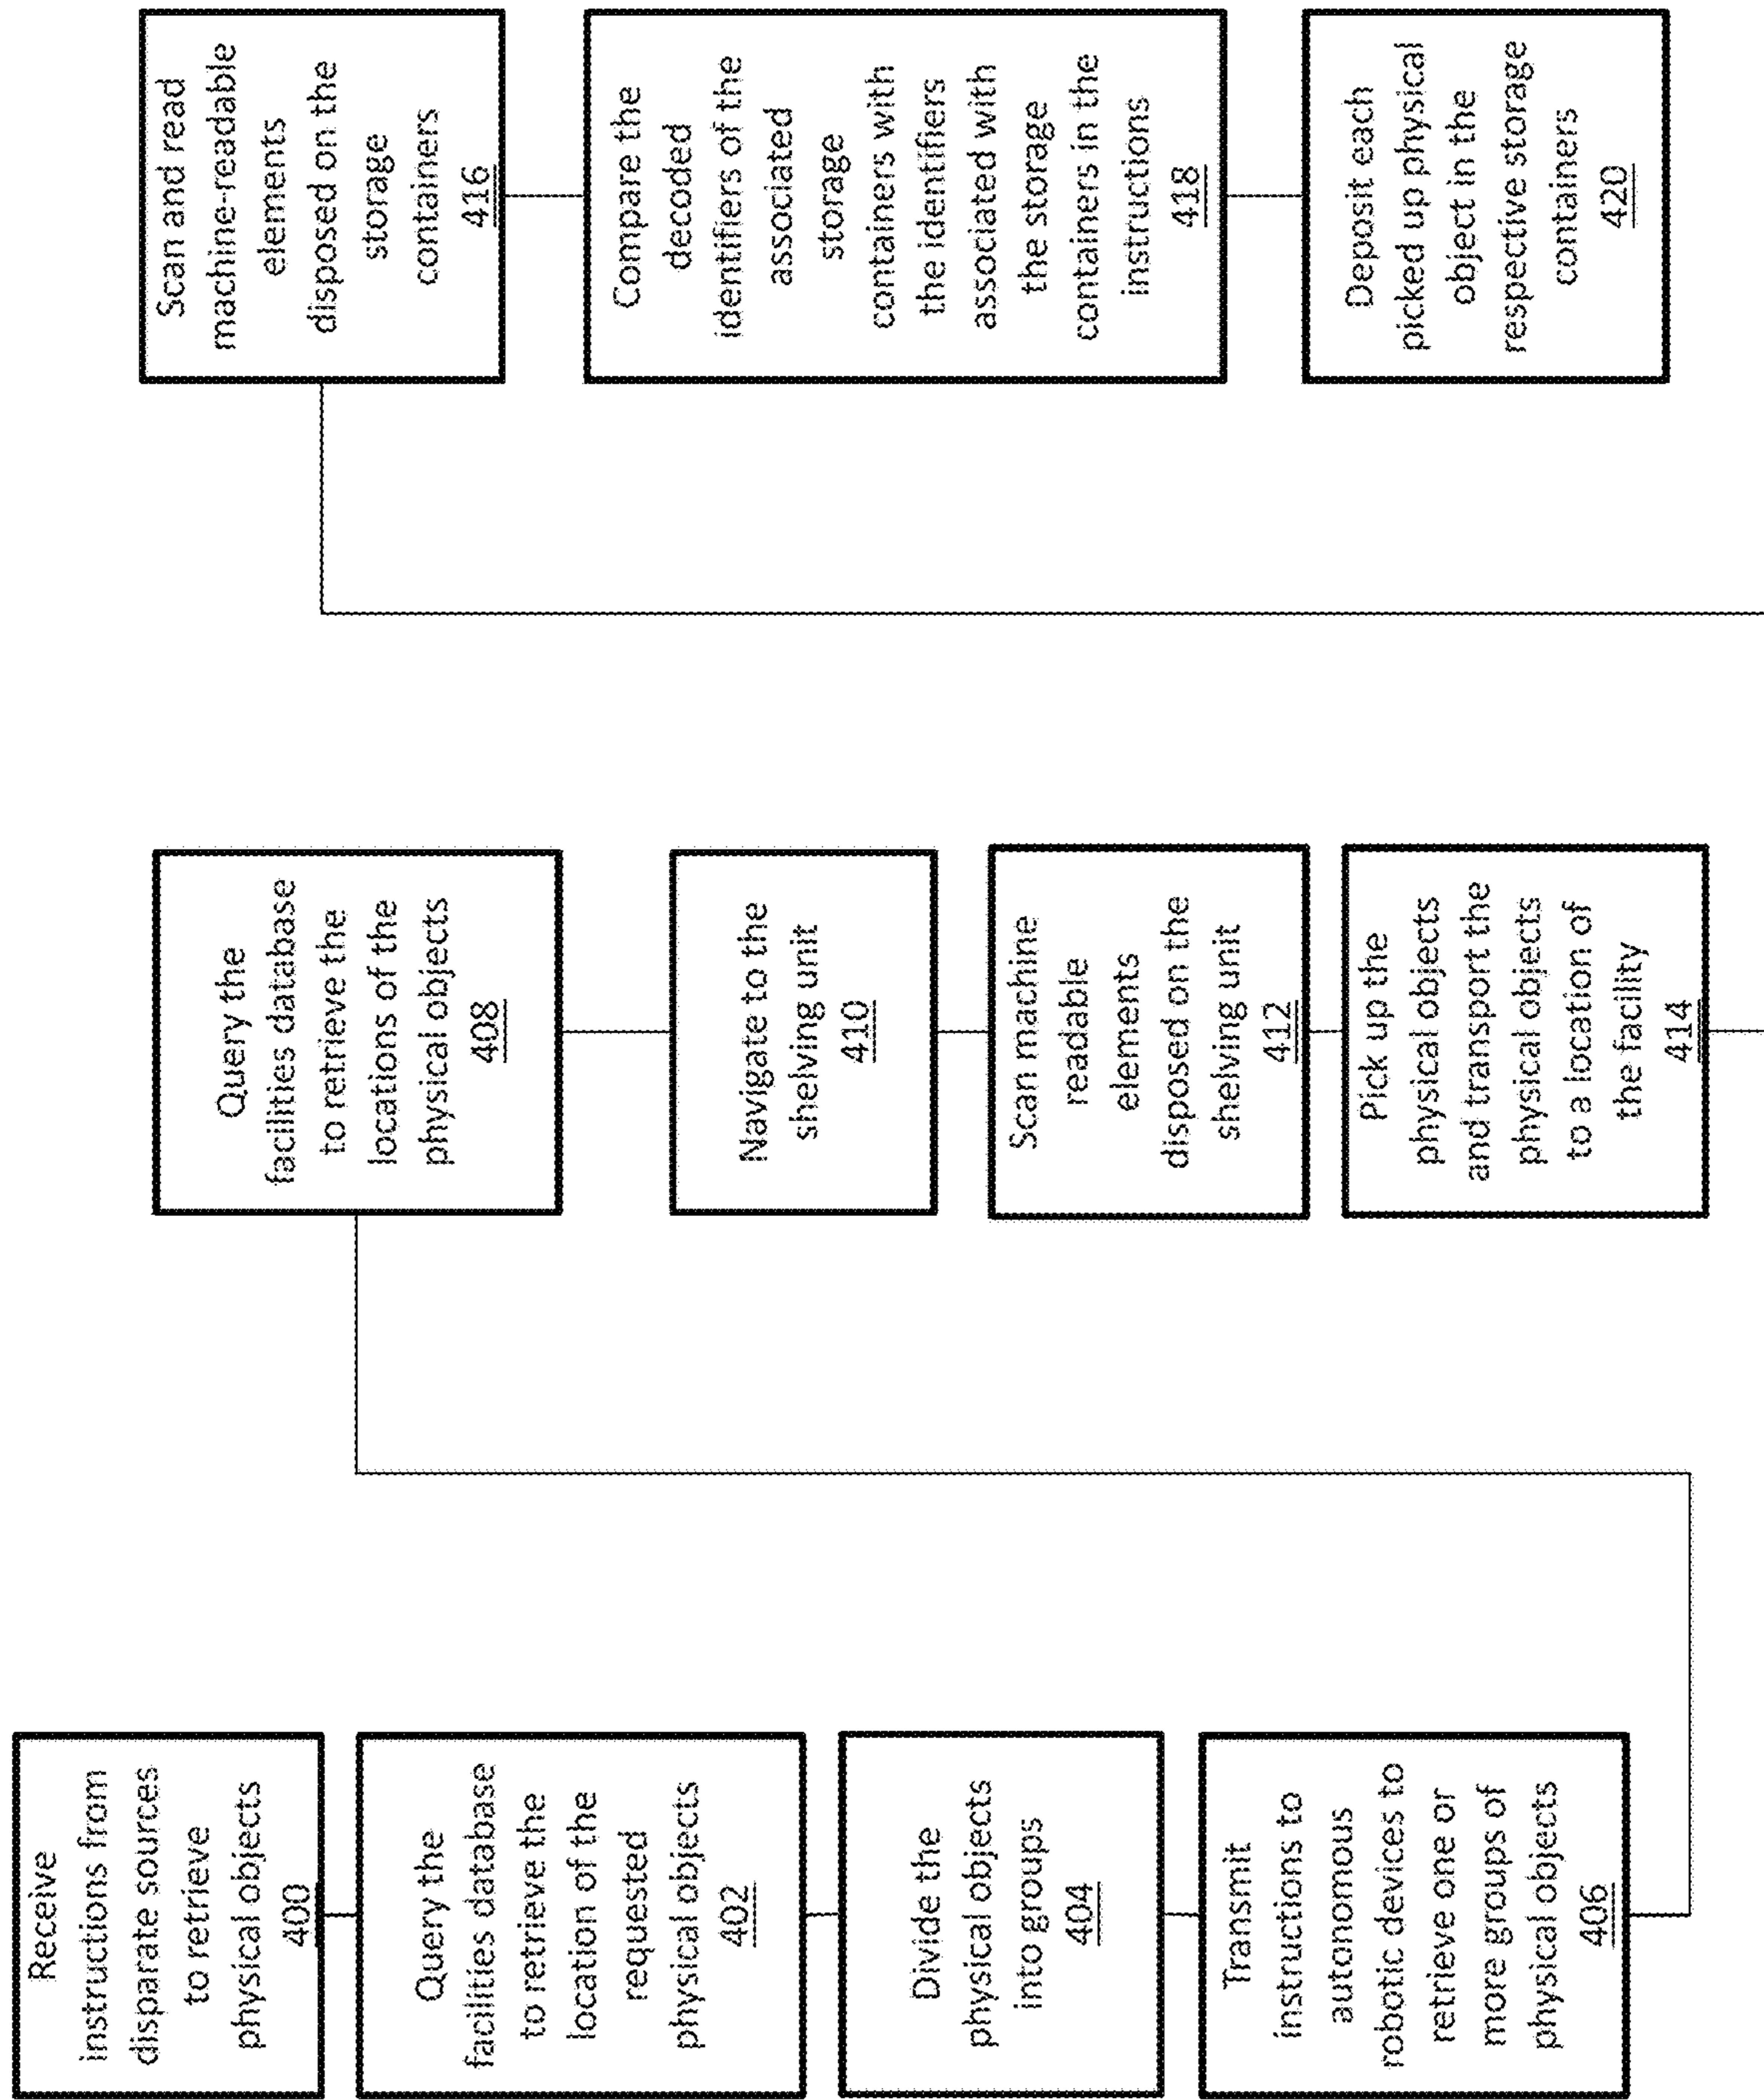 Receive
instructions from
disparate sources
to retrieve
physical objects
400
Query the
facilities database
to retrieve the
location of the
requested
physical objects
402
Divide the
physical objects
into groups
404
Transmit
instructions to
autonomous
robotic devices to
retrieve one or
more groups of
physical objects
406
Query the
facilities database
to retrieve the
locations of the
physical objects
408
Navigate to the
shelving unit
410
Scan machine
readable
elements
disposed on the
shelving unit
412
Pick up the
physical objects
and transport the
physical objects
to a location of
the facility
414
Scan and read
machine-readable
elements
disposed on the
storage
containers
416
Compare the
decoded
identifiers of the
associated
storage
containers with
the identifiers
associated with
the storage
containers in the
instructions
418
Deposit each
picked up physical
object in the
respective storage
containers
420